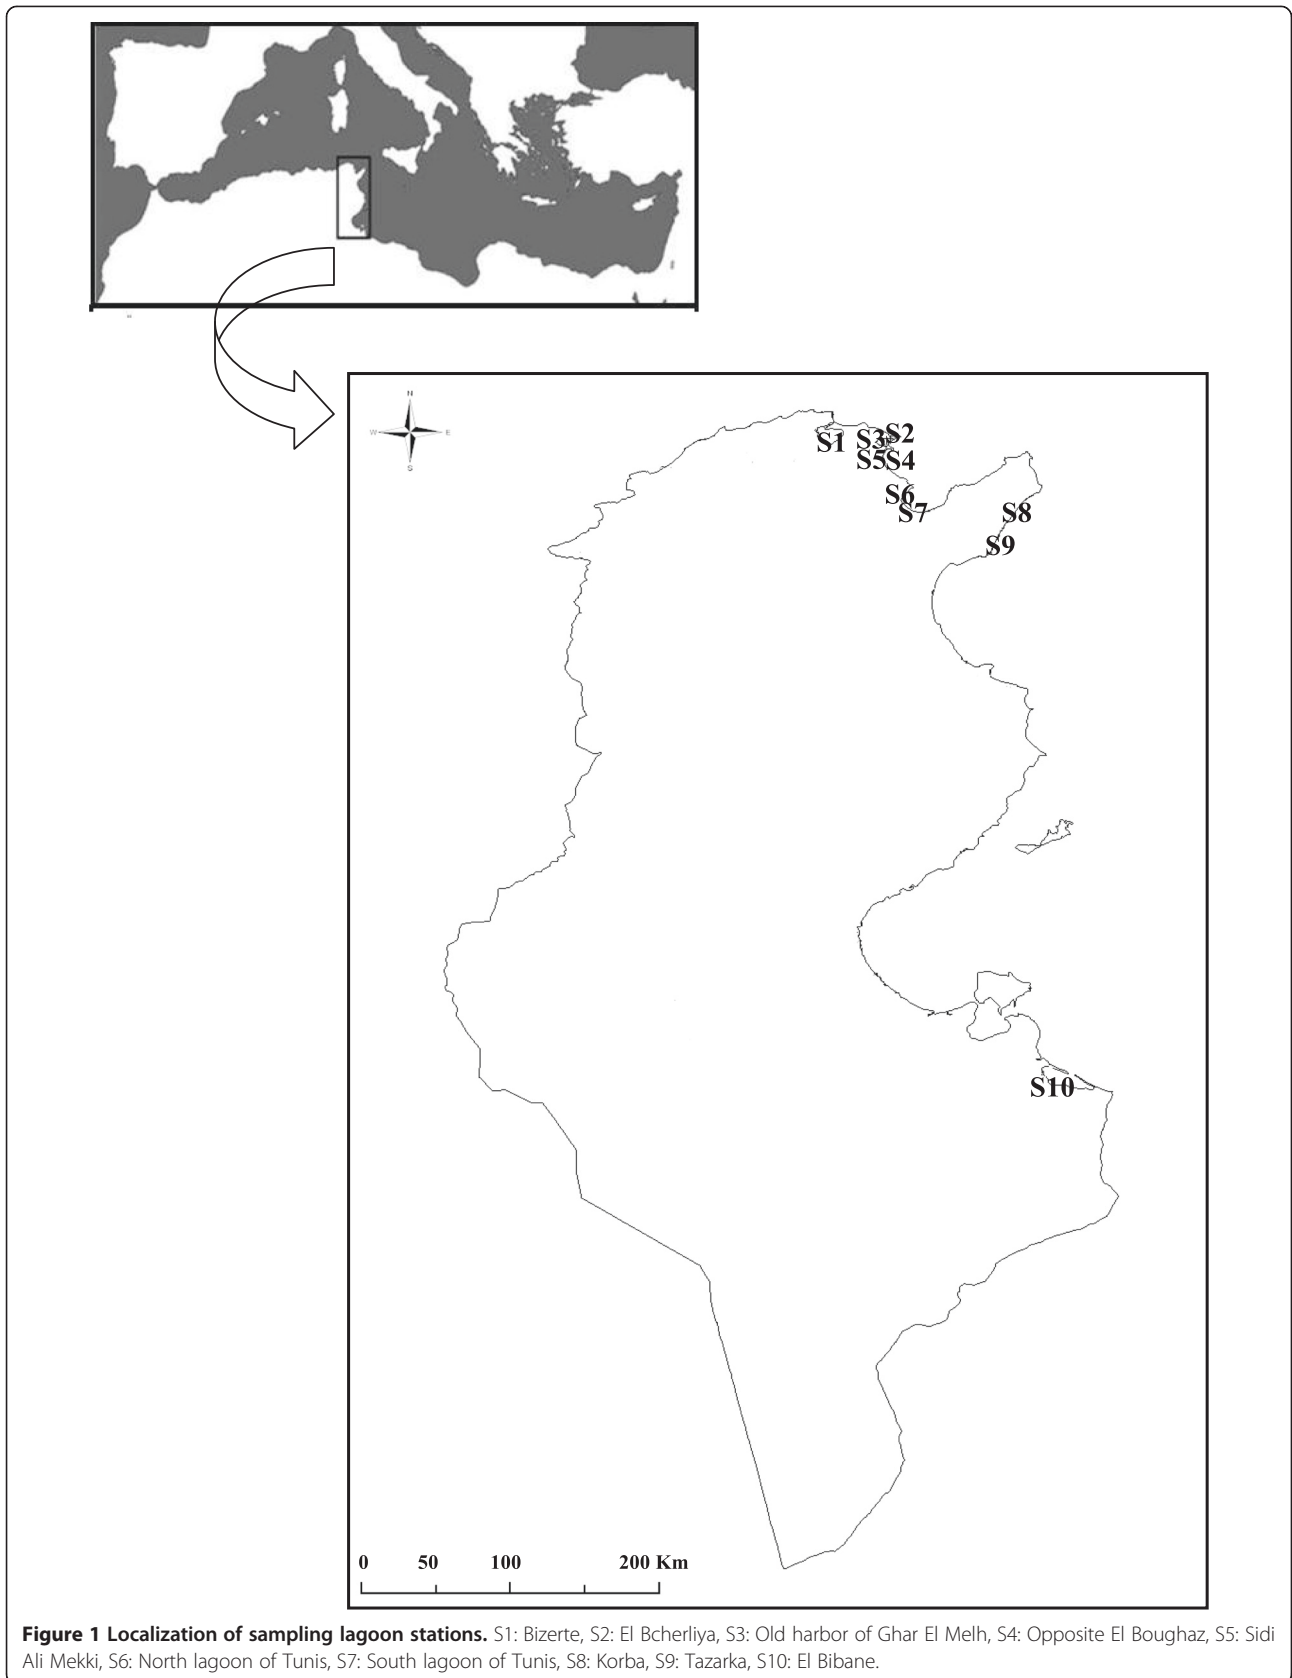 N
W E
S
S1 S3 S2
S5 S4
S6
S7 S8
S9
S10
0 50 100 200 Km
Figure 1 Localization of sampling lagoon stations. S1: Bizerte, S2: El Bcherliya, S3: Old harbor of Ghar El Melh, S4: Opposite El Boughaz, S5: Sidi
Ali Mekki, S6: North lagoon of Tunis, S7: South lagoon of Tunis, S8: Korba, S9: Tazarka, S10: El Bibane.